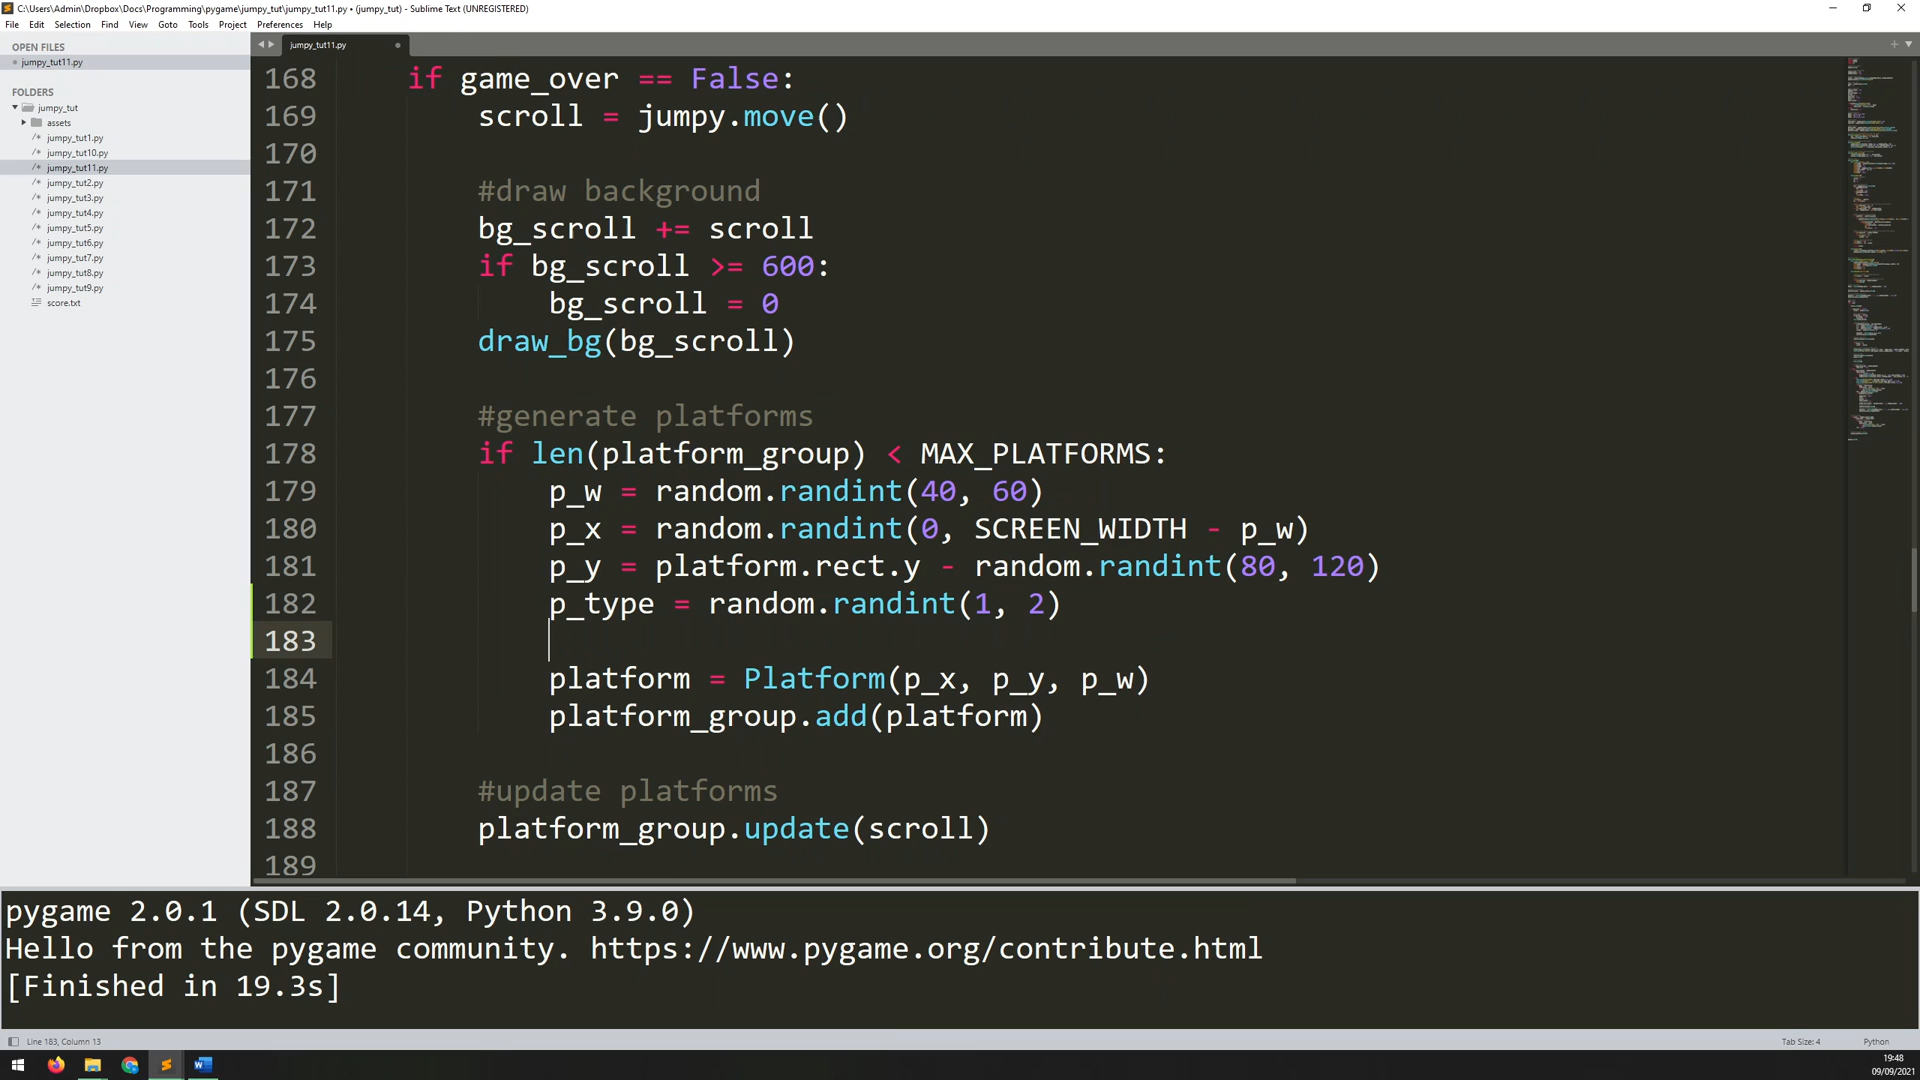 C:\Users\Admin\Dropbox\Docs\Programming\pygame\jumpy_tut\jumpy_tut11.py • (jumpy_tut) - Sublime Text (UNREGISTERED)
File Edit Selection Find View Goto Tools Project Preferences Help
OPEN FILES
jumpy_tut11.py
FOLDERS
jumpy_tut
assets
/* jumpy_tut1.py
/* jumpy_tut10.py
/* jumpy_tut11.py
/* jumpy_tut2.py
/* jumpy_tut3.py
/* jumpy_tut4.py
/* jumpy_tut5.py
/* jumpy_tut6.py
/* jumpy_tut7.py
/* jumpy_tut8.py
/* jumpy_tut9.py
score.txt
jumpy_tut11.py
168 if game_over == False:
169 scroll = jumpy.move()
170
171 #draw background
172 bg_scroll += scroll
173 if bg_scroll >= 600:
174 bg_scroll = 0
175 draw_bg(bg_scroll)
176
177 #generate platforms
178 if len(platform_group) < MAX_PLATFORMS:
179 p_w = random.randint(40, 60)
180 p_x = random.randint(0, SCREEN_WIDTH - p_w)
181 p_y = platform.rect.y - random.randint(80, 120)
182 p_type = random.randint(1, 2)
183
184 platform = Platform(p_x, p_y, p_w)
185 platform_group.add(platform)
186
187 #update platforms
188 platform_group.update(scroll)
189
pygame 2.0.1 (SDL 2.0.14, Python 3.9.0)
Hello from the pygame community. https://www.pygame.org/contribute.html
[Finished in 19.3s]
Line 183, Column 13
Tab Size: 4
Python
19:48
09/09/2021